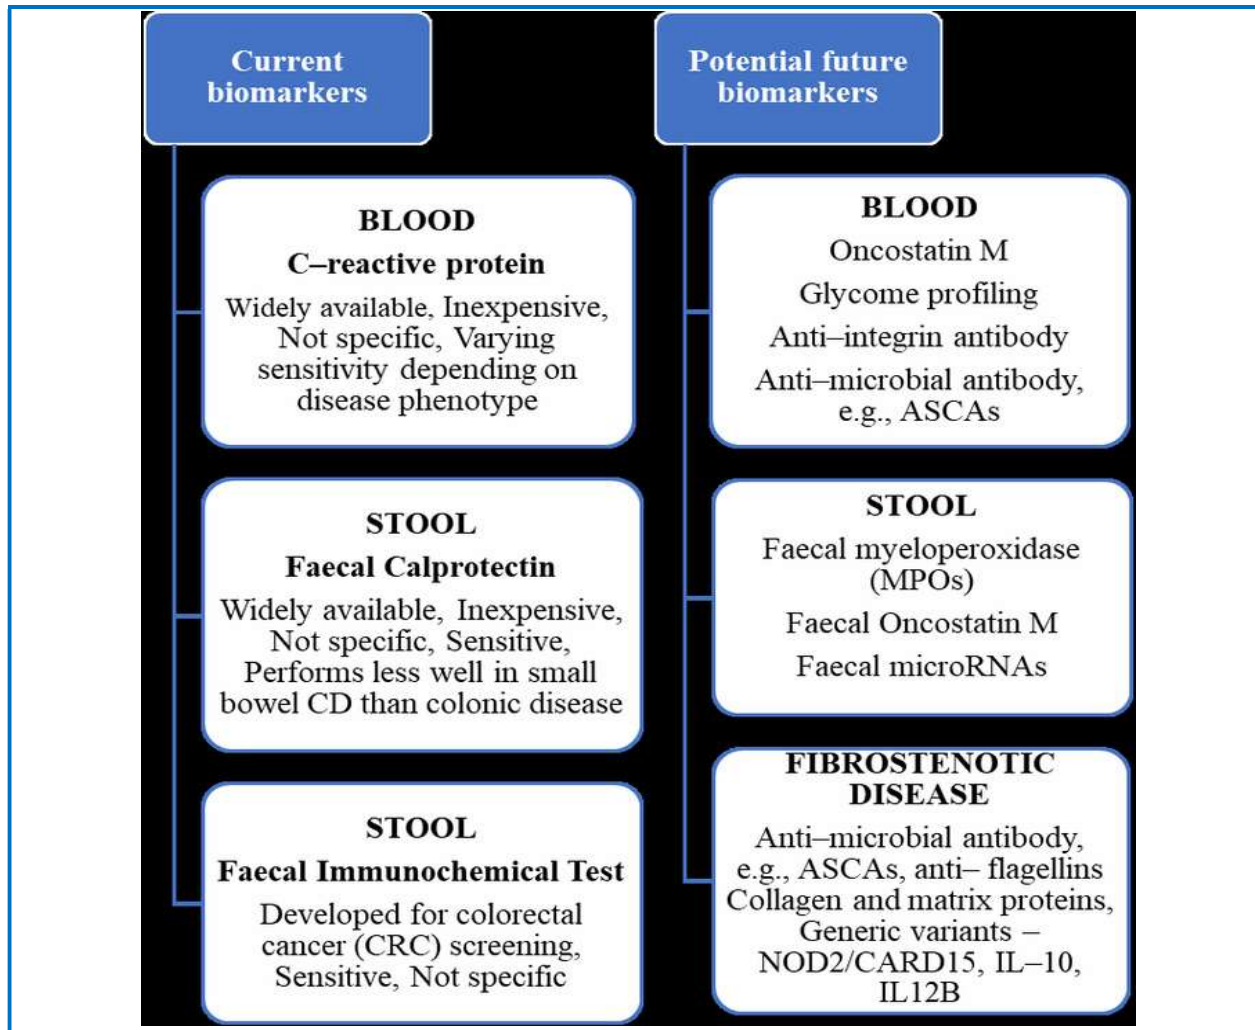 Current
biomarkers
BLOOD
C–reactive protein
Widely available, Inexpensive,
Not specific, Varying
sensitivity depending on
disease phenotype
STOOL
Faecal Calprotectin
Widely available, Inexpensive,
Not specific, Sensitive,
Performs less well in small
bowel CD than colonic disease
STOOL
Faecal Immunochemical Test
Developed for colorectal
cancer (CRC) screening,
Sensitive, Not specific
Potential future
biomarkers
BLOOD
Oncostatin M
Glycome profiling
Anti–integrin antibody
Anti–microbial antibody,
e.g., ASCAs
STOOL
Faecal myeloperoxidase
(MPOs)
Faecal Oncostatin M
Faecal microRNAs
FIBROSTENOTIC
DISEASE
Anti–microbial antibody,
e.g., ASCAs, anti– flagellins
Collagen and matrix proteins,
Generic variants –
NOD2/CARD15, IL–10,
IL12B